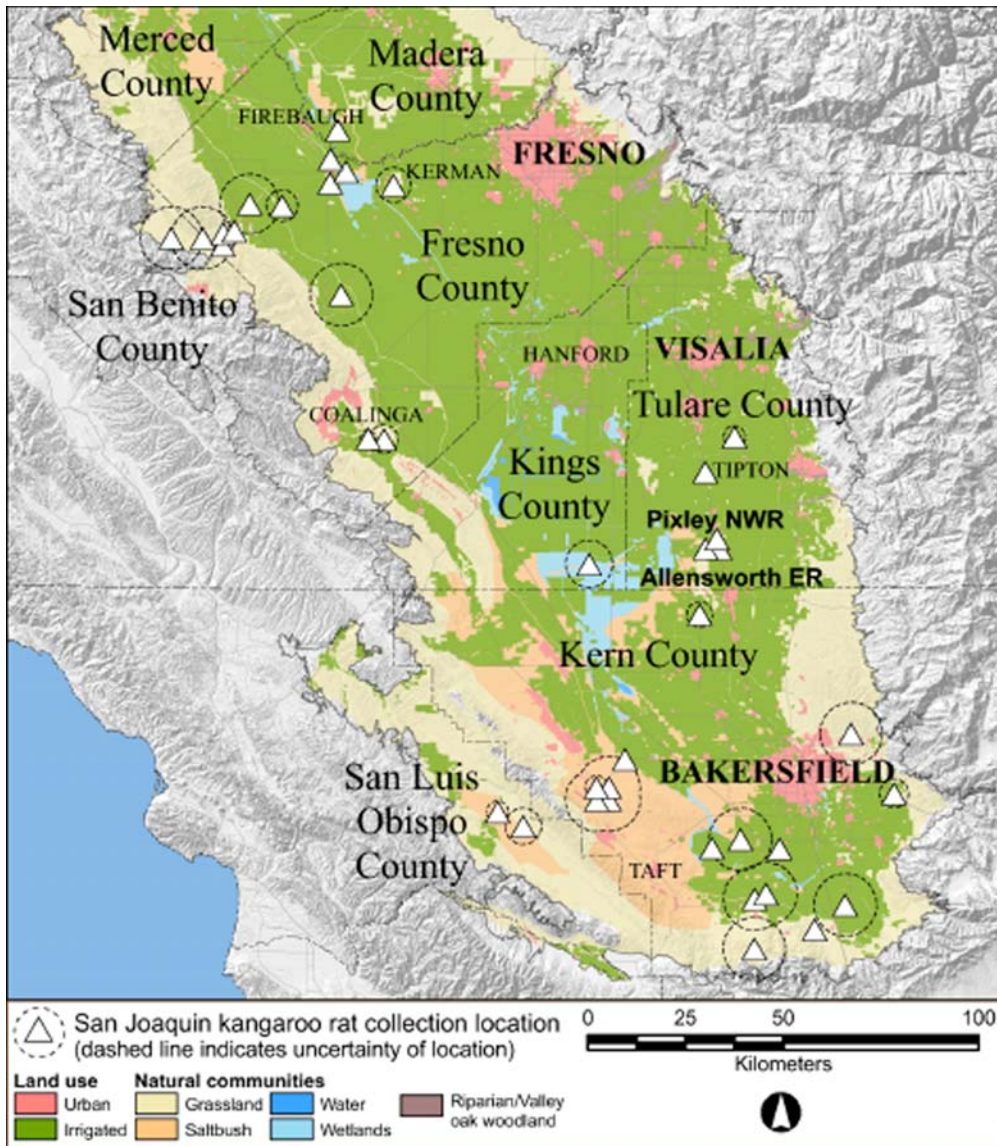 Merced
County
Madera
County
FIREBAUGH
FRESNO
KERMAN
Fresno
County
San Benito
County
HANFORD
VISALIA
COALINGA
Tulare County
Kings
County
TIPTON
Pixley NWR
Allensworth ER
Kern County
San Luis
Obispo
County
BAKERSFIELD
TAFT
San Joaquin kangaroo rat collection location
(dashed line indicates uncertainty of location)
0 25 50 100
Kilometers
Land use
Natural communities
Urban
Grassland
Water
Riparian/Valley
oak woodland
Irrigated
Saltbush
Wetlands